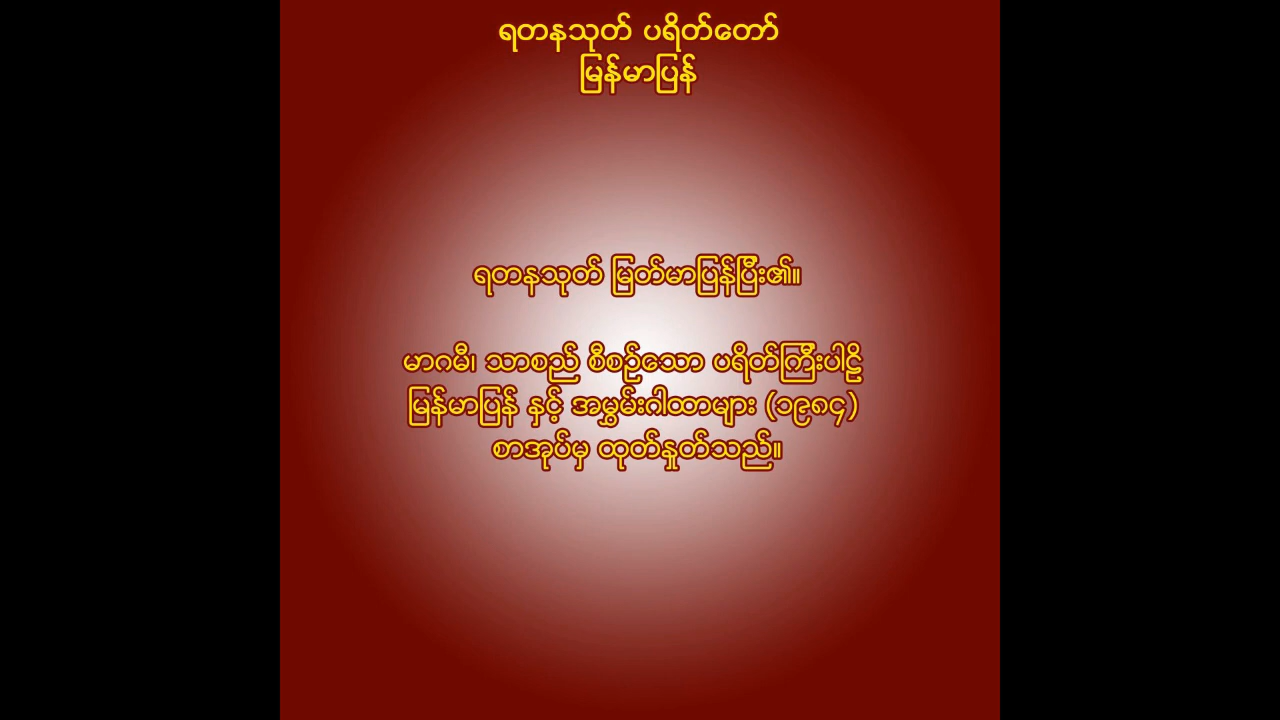 ရတနသုတ် ပရိတ်တော်
မြန်မာပြန်
ရတနသုတ် မြတ်မာပြန်ပြီး၏။
မာဂမီ၊ သာစည် စီစဉ်သော ပရိတ်ကြီးပါဠိ
မြန်မာပြန် နှင့် အမွှမ်းဂါထာများ (၁၉၈၄)
စာအုပ်မှ ထုတ်နှုတ်သည်။